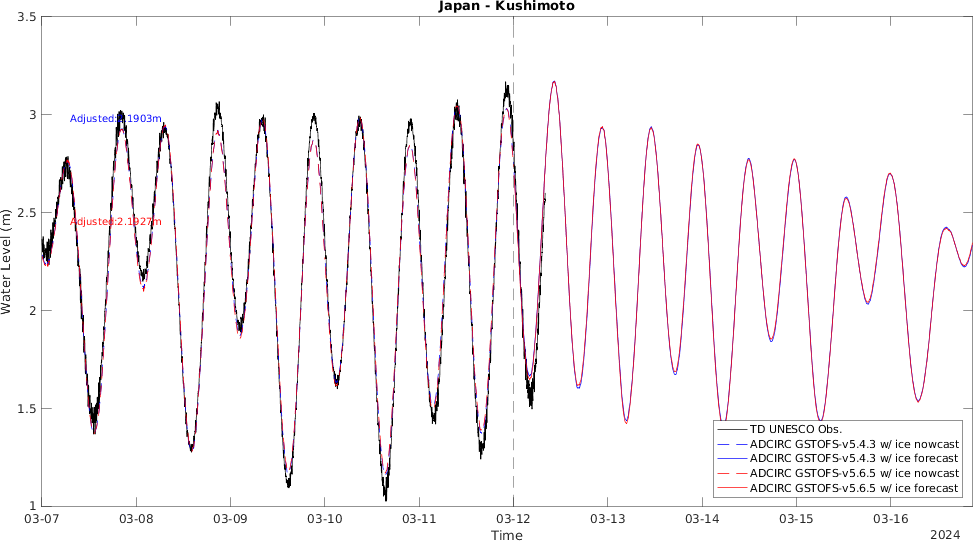 Japan - Kushimoto
3.5
3
2.5
2
1.5
1
Water Level (m)
Adjusted:2.1903m
Adjusted:2.1927m
TD UNESCO Obs.
ADCIRC GSTOFS-v5.4.3 w/ ice nowcast
ADCIRC GSTOFS-v5.4.3 w/ ice forecast
ADCIRC GSTOFS-v5.6.5 w/ ice nowcast
ADCIRC GSTOFS-v5.6.5 w/ ice forecast
03-07 03-08 03-09 03-10 03-11 03-12 03-13 03-14 03-15 03-16
Time
2024